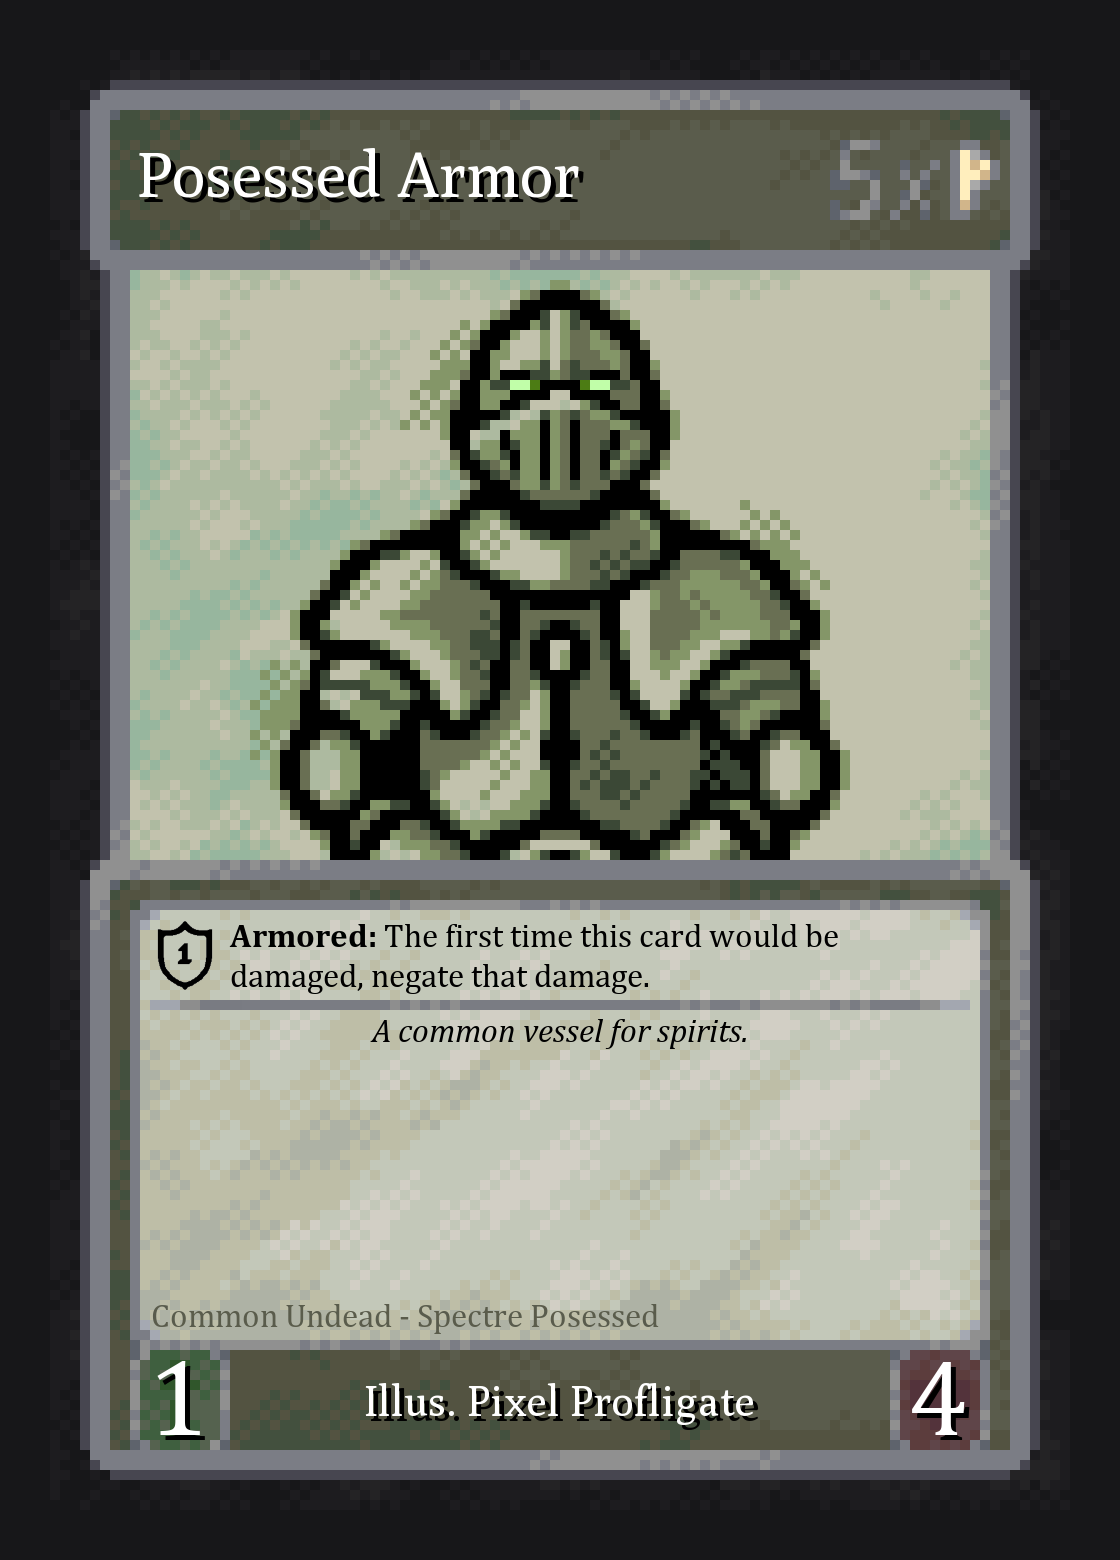 Posessed Armor
5x
1
Armored: The first time this card would be
damaged, negate that damage.
A common vessel for spirits.
Common Undead - Spectre Posessed
1
Illus. Pixel Profligate
4